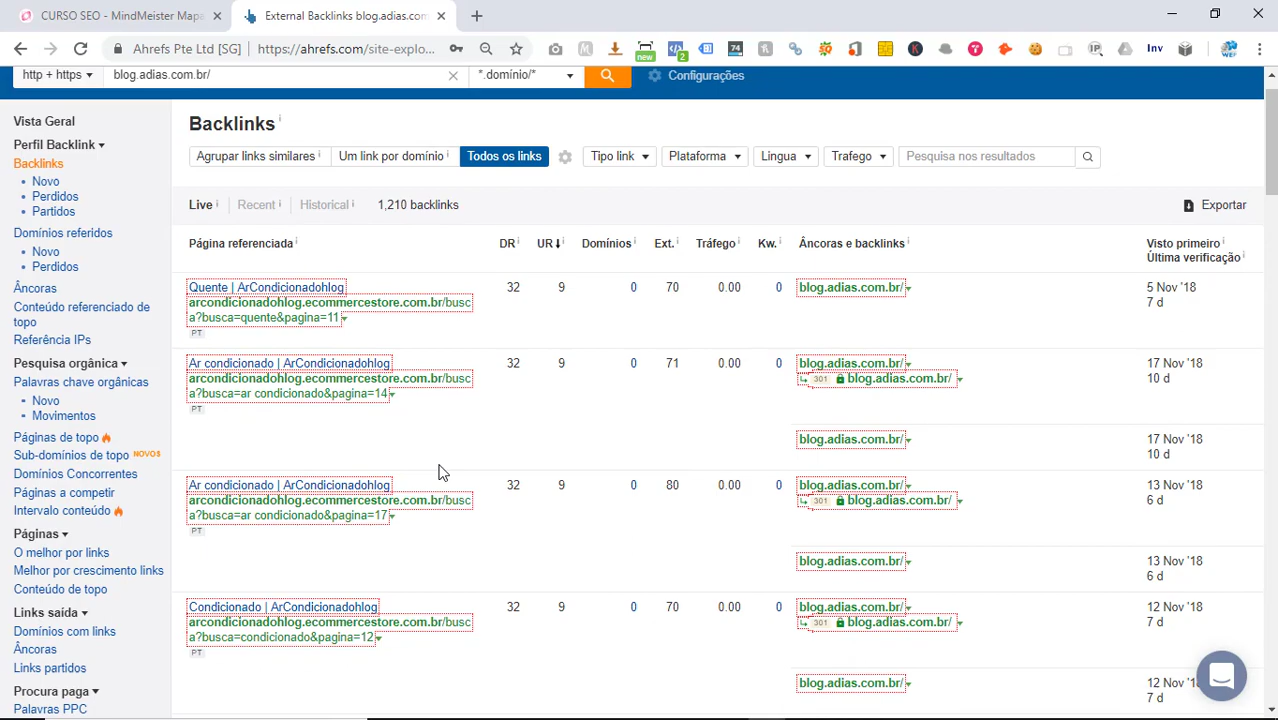 CURSO SEO - MindMeister Mapa
External Backlinks blog.adias.com
Ahrefs Pte Ltd [SG]
https://ahrefs.com/site-explo...
new
2
74
IP
Inv
http + https
blog.adias.com.br/
*.domínio/*
Configurações
Vista Geral
Perfil Backlink
Backlinks
Novo
Perdidos
Partidos
Domínios referidos
Novo
Perdidos
Âncoras
Conteúdo referenciado de
topo
Referência IPs
Pesquisa orgânica
Palavras chave orgânicas
Novo
Movimentos
Páginas de topo
Sub-domínios de topo NOVOS
Domínios Concorrentes
Páginas a competir
Intervalo conteúdo
Páginas
O melhor por links
Melhor por crescimento links
Conteúdo de topo
Links saída
Domínios com links
Âncoras
Links partidos
Procura paga
Palavras PPC
Backlinks
Agrupar links similares
Um link por domínio
Todos os links
Tipo link
Plataforma
Lingua
Trafego
Pesquisa nos resultados
Live
Recent
Historical
1,210 backlinks
Exportar
Página referenciada
DR
UR
Domínios
Ext.
Tráfego
Kw.
Âncoras e backlinks
Visto primeiro
Última verificação
Quente | ArCondicionadohlog
arcondicionadohlog.ecommercestore.com.br/busc
a?busca=quente&pagina=11
PT
32
9
0
70
0.00
0
blog.adias.com.br/
5 Nov '18
7 d
Ar condicionado | ArCondicionadohlog
arcondicionadohlog.ecommercestore.com.br/busc
a?busca=ar condicionado&pagina=14
PT
32
9
0
71
0.00
0
blog.adias.com.br/
301 blog.adias.com.br/
17 Nov '18
10 d
blog.adias.com.br/
17 Nov '18
10 d
Ar condicionado | ArCondicionadohlog
arcondicionadohlog.ecommercestore.com.br/busc
a?busca=ar condicionado&pagina=17
PT
32
9
0
80
0.00
0
blog.adias.com.br/
301 blog.adias.com.br/
13 Nov '18
6 d
blog.adias.com.br/
13 Nov '18
6 d
Condicionado | ArCondicionadohlog
arcondicionadohlog.ecommercestore.com.br/busc
a?busca=condicionado&pagina=12
PT
32
9
0
70
0.00
0
blog.adias.com.br/
301 blog.adias.com.br/
12 Nov '18
7 d
blog.adias.com.br/
12 Nov '18
7 d